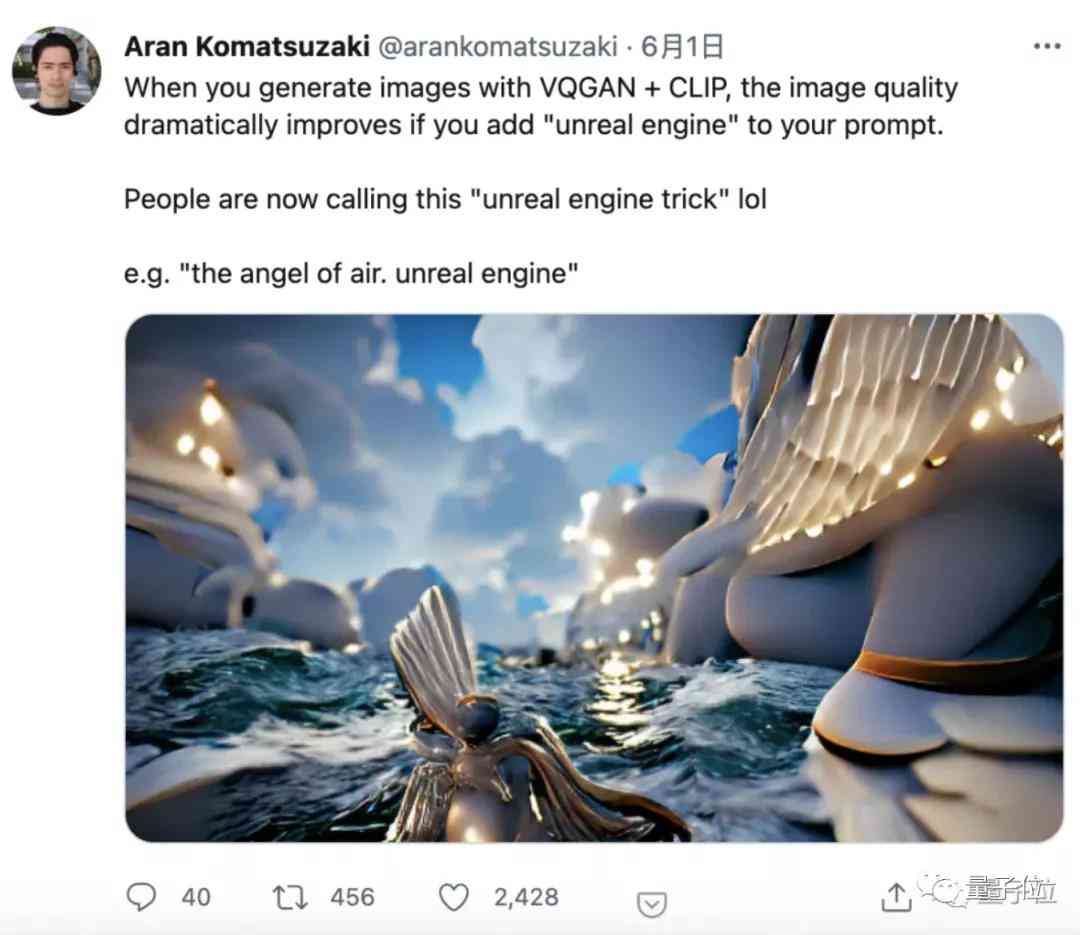 Aran Komatsuzaki @arankomatsuzaki · 6月1日
When you generate images with VQGAN + CLIP, the image quality
dramatically improves if you add "unreal engine" to your prompt.
People are now calling this "unreal engine trick" lol
e.g. "the angel of air. unreal engine"
40 456 2,428
量子位